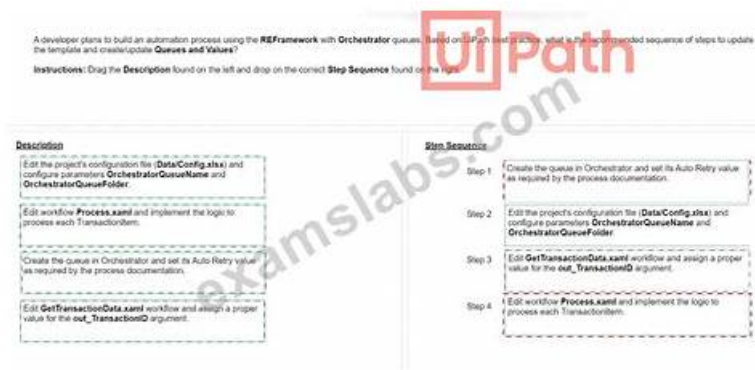 A developer plans to build an automation process using the REFramework with Orchestrator queues. Based on UiPath best practice, what is the recommended sequence of steps to update
the template and create/update Queues and Values?
Instructions: Drag the Description found on the left and drop on the correct Step Sequence found on the right.
UiPath
examslabs.com
Description
Edit the project's configuration file (Data/Config.xlsx) and
configure parameters OrchestratorQueueName and
OrchestratorQueueFolder.
Edit workflow Process.xaml and implement the logic to
process each TransactionItem.
Create the queue in Orchestrator and set its Auto Retry value
as required by the process documentation.
Edit GetTransactionData.xaml workflow and assign a proper
value for the out_TransactionID argument.
Step Sequence
Step 1
Create the queue in Orchestrator and set its Auto Retry value
as required by the process documentation.
Step 2
Edit the project's configuration file (Data/Config.xlsx) and
configure parameters OrchestratorQueueName and
OrchestratorQueueFolder.
Step 3
Edit GetTransactionData.xaml workflow and assign a proper
value for the out_TransactionID argument.
Step 4
Edit workflow Process.xaml and implement the logic to
process each TransactionItem.